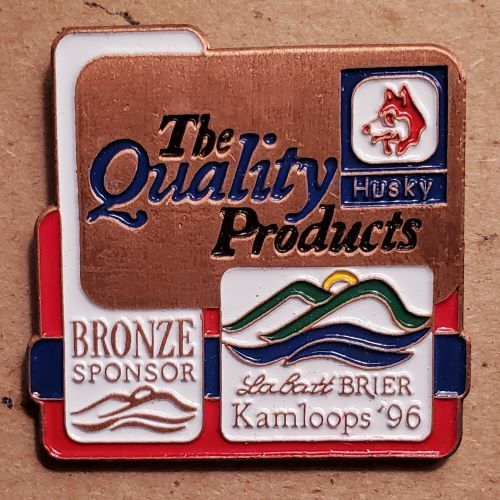 The
Quality
Products
Husky
BRONZE
SPONSOR
Labatt BRIER
Kamloops '96